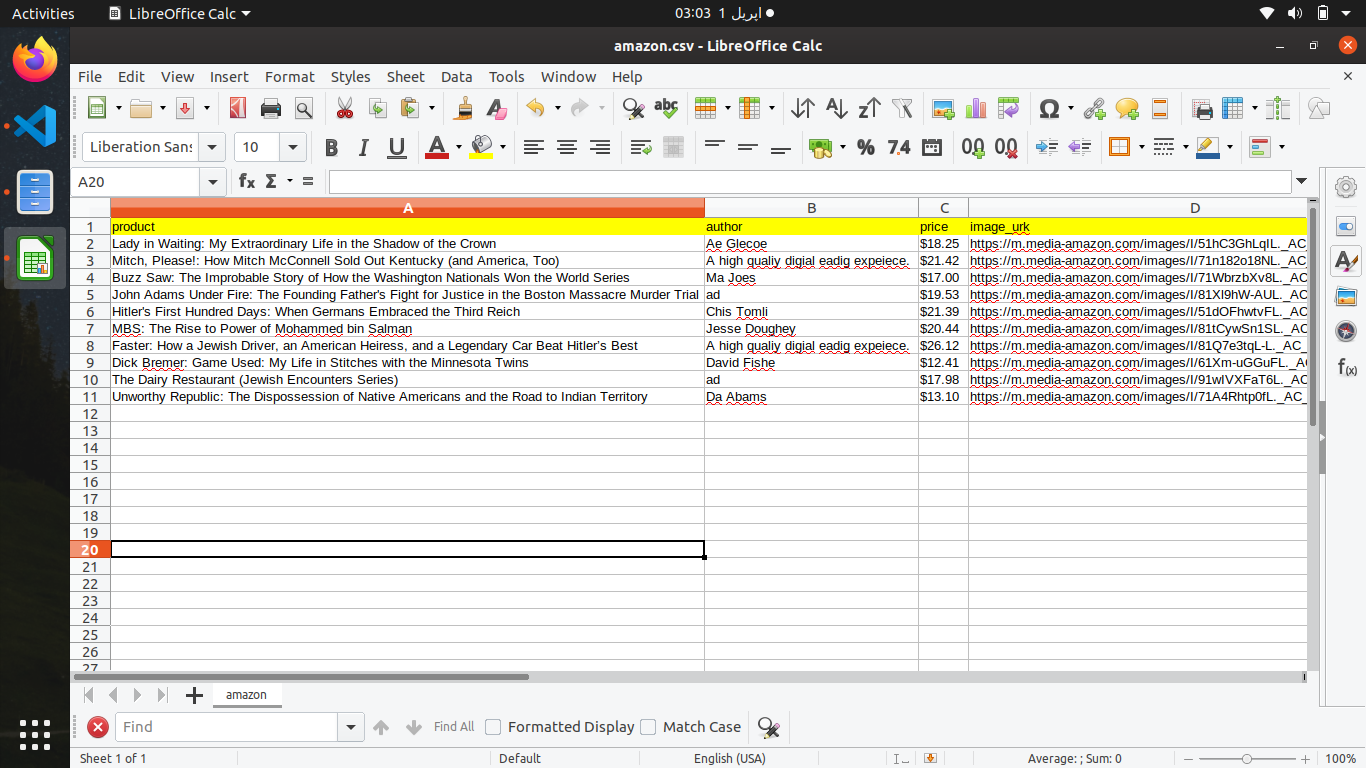 Activities LibreOffice Calc 03:03 1 اپریل
amazon.csv - LibreOffice Calc
File Edit View Insert Format Styles Sheet Data Tools Window Help
Liberation Sans 10
A20
A B C D
1 product author price image_urk
2 Lady in Waiting: My Extraordinary Life in the Shadow of the Crown Ae Glecoe $18.25 https://m.media-amazon.com/images/I/51hC3GhLqIL._AC_
3 Mitch, Please!: How Mitch McConnell Sold Out Kentucky (and America, Too) A high qualiy digial eadig expeiece. $21.42 https://m.media-amazon.com/images/I/71n182o18NL._AC_
4 Buzz Saw: The Improbable Story of How the Washington Nationals Won the World Series Ma Joes $17.00 https://m.media-amazon.com/images/I/71WbrzbXv8L._AC_
5 John Adams Under Fire: The Founding Father's Fight for Justice in the Boston Massacre Murder Trial ad $19.53 https://m.media-amazon.com/images/I/81XI9hW-AUL._AC_
6 Hitler's First Hundred Days: When Germans Embraced the Third Reich Chis Tomli $21.39 https://m.media-amazon.com/images/I/51dOFhwtvFL._AC_
7 MBS: The Rise to Power of Mohammed bin Salman Jesse Doughey $20.44 https://m.media-amazon.com/images/I/81tCywSn1SL._AC_
8 Faster: How a Jewish Driver, an American Heiress, and a Legendary Car Beat Hitler's Best A high qualiy digial eadig expeiece. $26.12 https://m.media-amazon.com/images/I/81Q7e3tqL-L._AC_
9 Dick Bremer: Game Used: My Life in Stitches with the Minnesota Twins David Fishe $12.41 https://m.media-amazon.com/images/I/61Xm-uGGuFL._AC_
10 The Dairy Restaurant (Jewish Encounters Series) ad $17.98 https://m.media-amazon.com/images/I/91wIVXFaT6L._AC_
11 Unworthy Republic: The Dispossession of Native Americans and the Road to Indian Territory Da Abams $13.10 https://m.media-amazon.com/images/I/71A4Rhtp0fL._AC_
12
13
14
15
16
17
18
19
20
21
22
23
24
25
26
27
amazon
Find Find All Formatted Display Match Case
Sheet 1 of 1 Default English (USA) Average: ; Sum: 0 100%